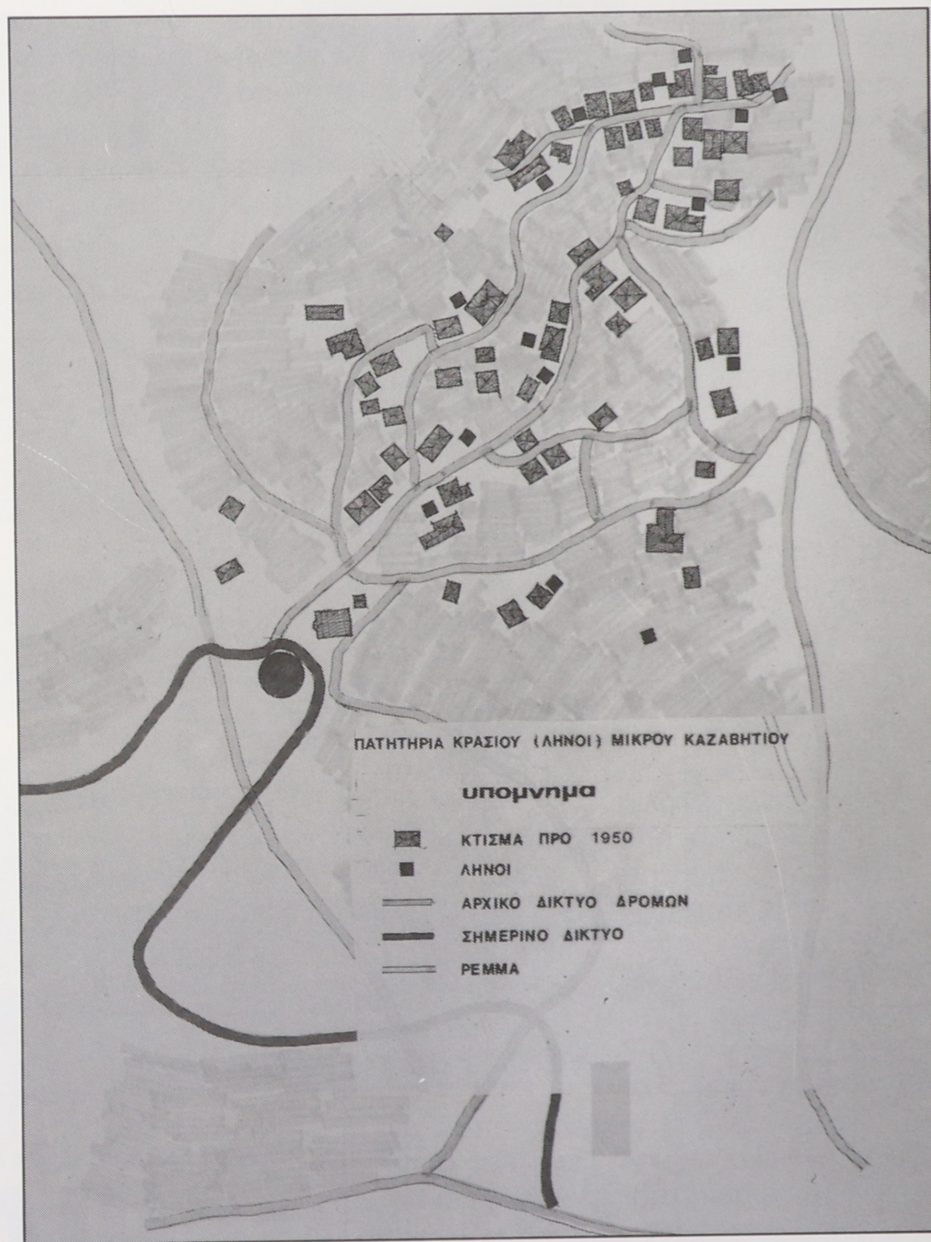 ΠΑΤΗΤΗΡΙΑ ΚΡΑΣΙΟΥ (ΛΗΝΟΙ) ΜΙΚΡΟΥ ΚΑΖΑΒΗΤΙΟΥ
υπομνημα
ΚΤΙΣΜΑ ΠΡΟ 1950
ΛΗΝΟΙ
ΑΡΧΙΚΟ ΔΙΚΤΥΟ ΔΡΟΜΩΝ
ΣΗΜΕΡΙΝΟ ΔΙΚΤΥΟ
ΡΕΜΜΑ